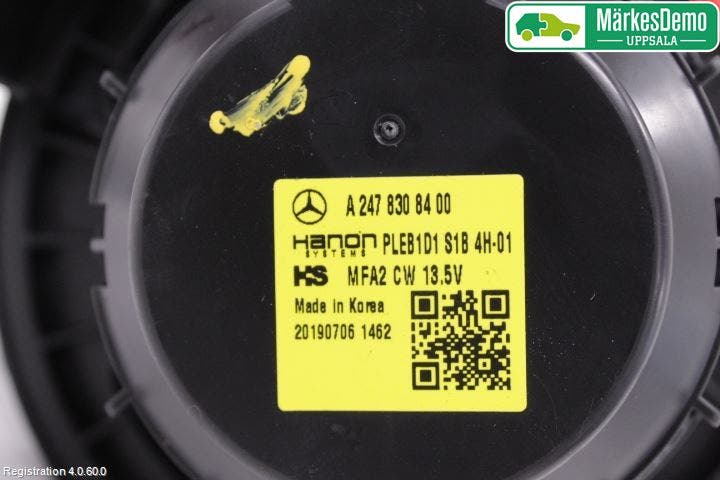 MärkesDemo
UPPSALA
A 247 830 84 00
Hanon PLEB1D1 S1B 4H-01
SYSTEMS
HS MFA2 CW 13.5V
Made in Korea
20190706 1462
Registration 4.0.60.0